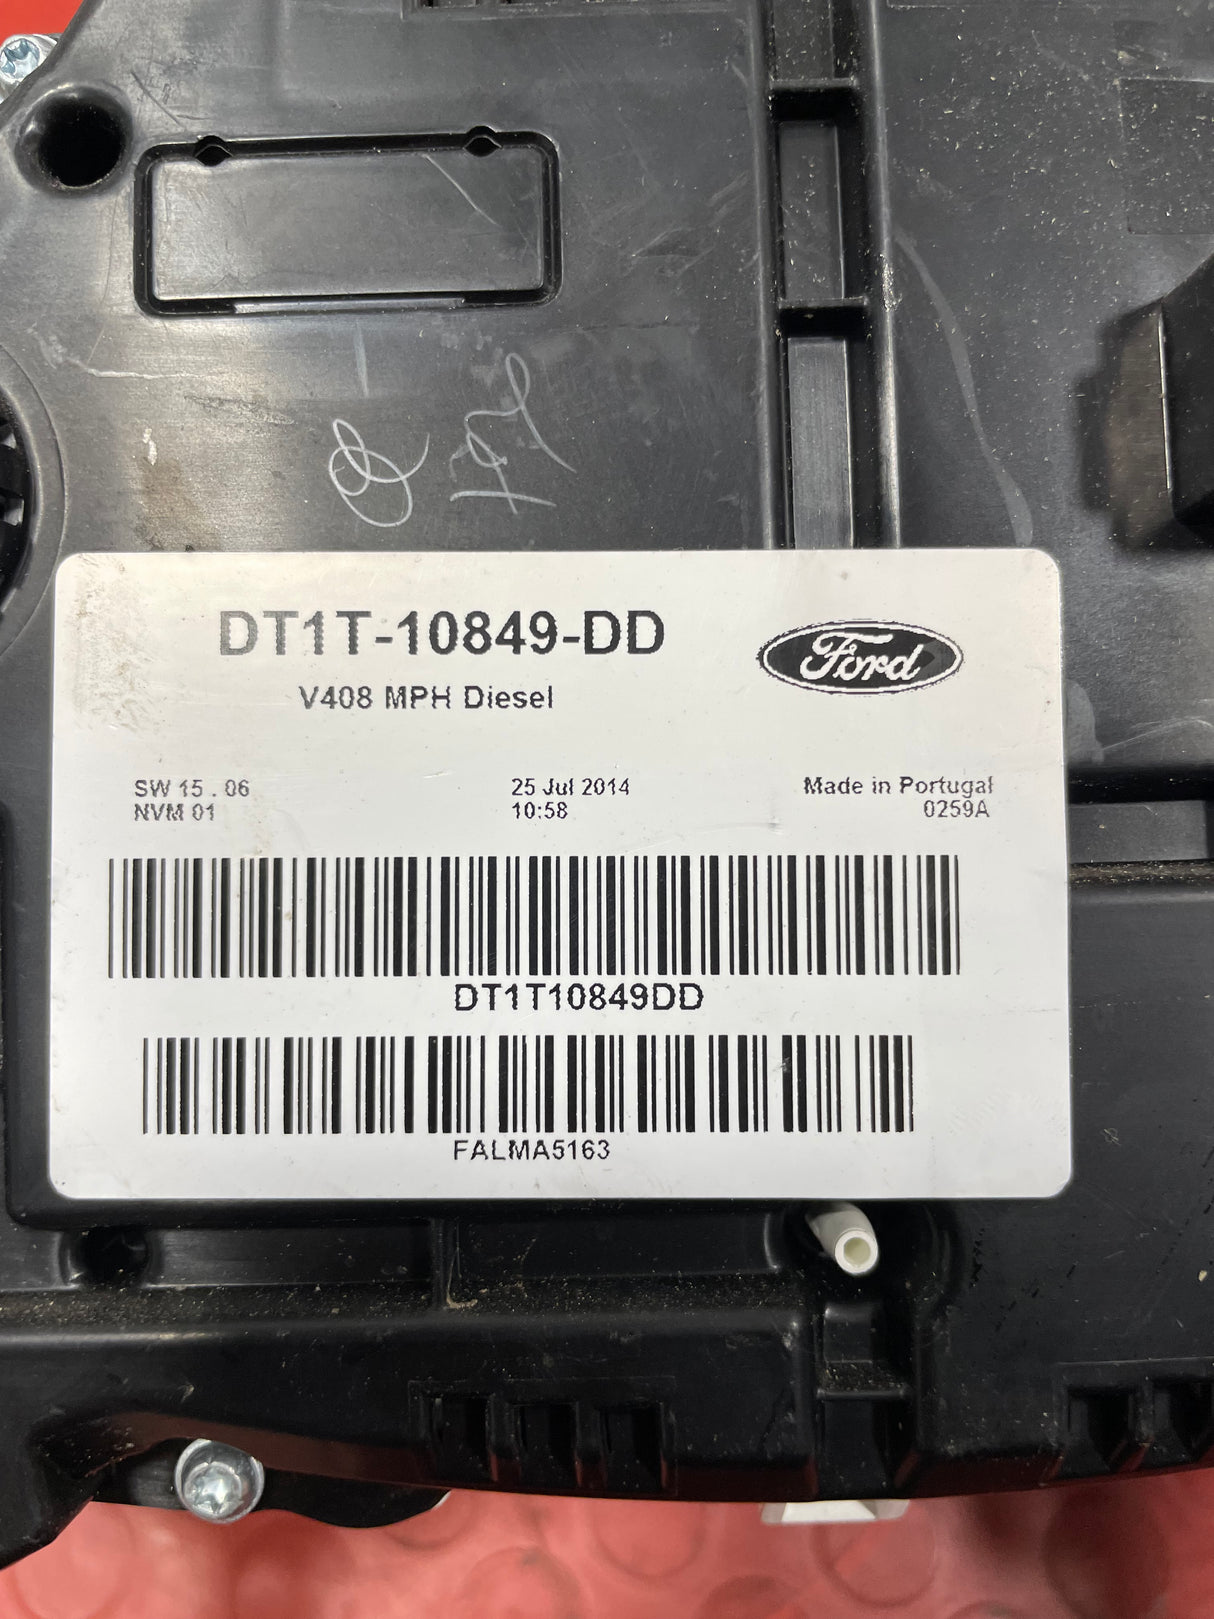 DT1T-10849-DD
Ford
V408 MPH Diesel
SW 15 . 06
NVM 01
25 Jul 2014
10:58
Made in Portugal
0259A
DT1T10849DD
FALMA5163